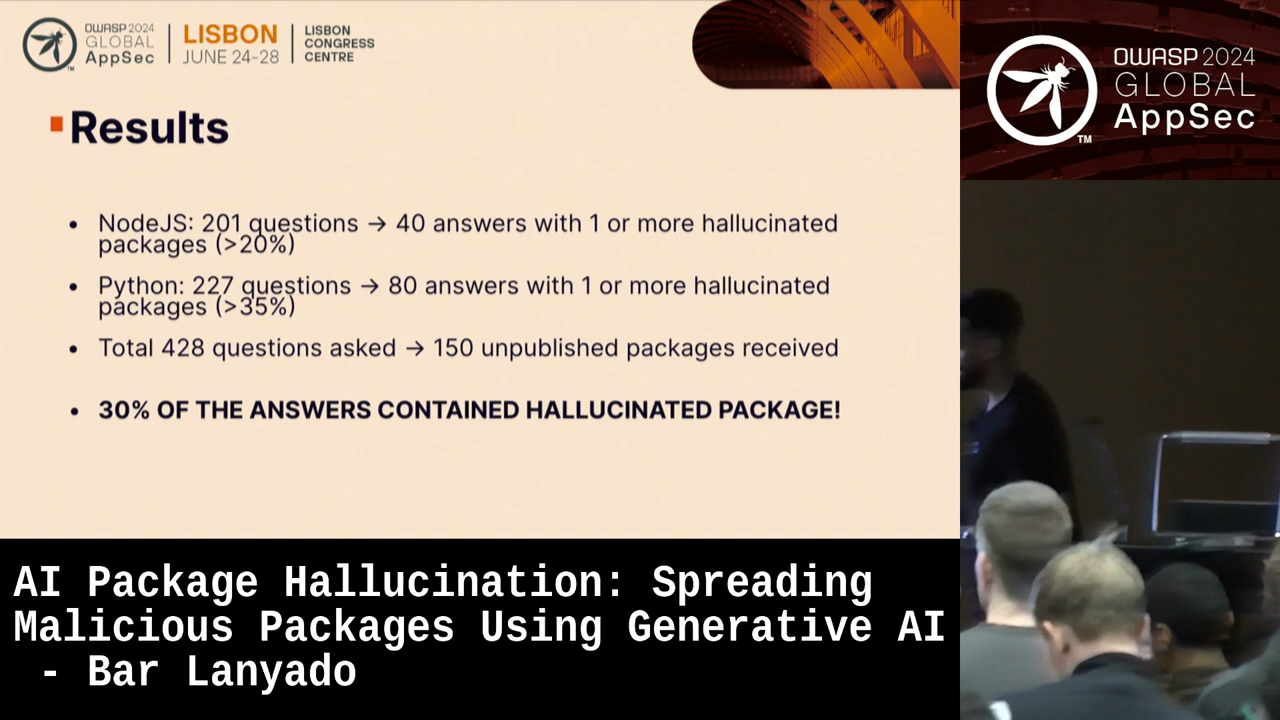 OWASP 2024
GLOBAL
AppSec
TM
LISBON
JUNE 24-28
LISBON
CONGRESS
CENTRE
Results
• NodeJS: 201 questions → 40 answers with 1 or more hallucinated
packages (>20%)
• Python: 227 questions → 80 answers with 1 or more hallucinated
packages (>35%)
• Total 428 questions asked → 150 unpublished packages received
• 30% OF THE ANSWERS CONTAINED HALLUCINATED PACKAGE!
OWASP 2024
GLOBAL
AppSec
TM
AI Package Hallucination: Spreading
Malicious Packages Using Generative AI
- Bar Lanyado